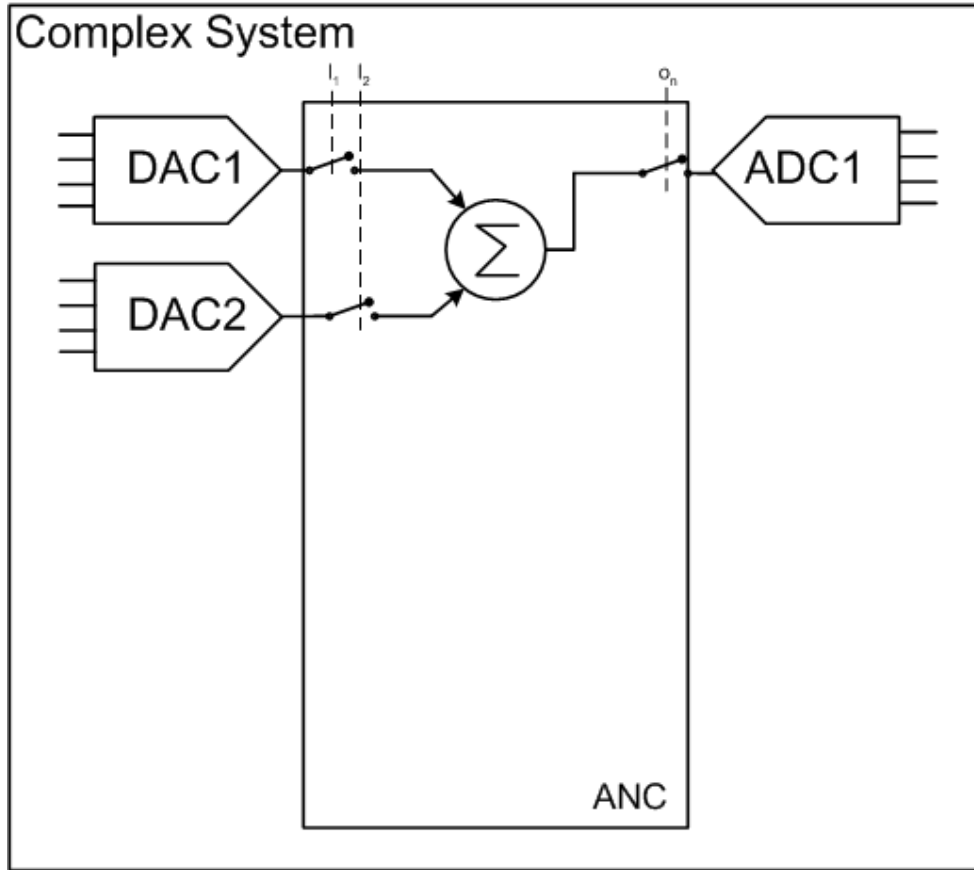 Complex System
I₁ I₂ oₙ
DAC1 ADC1
Σ
DAC2
ANC